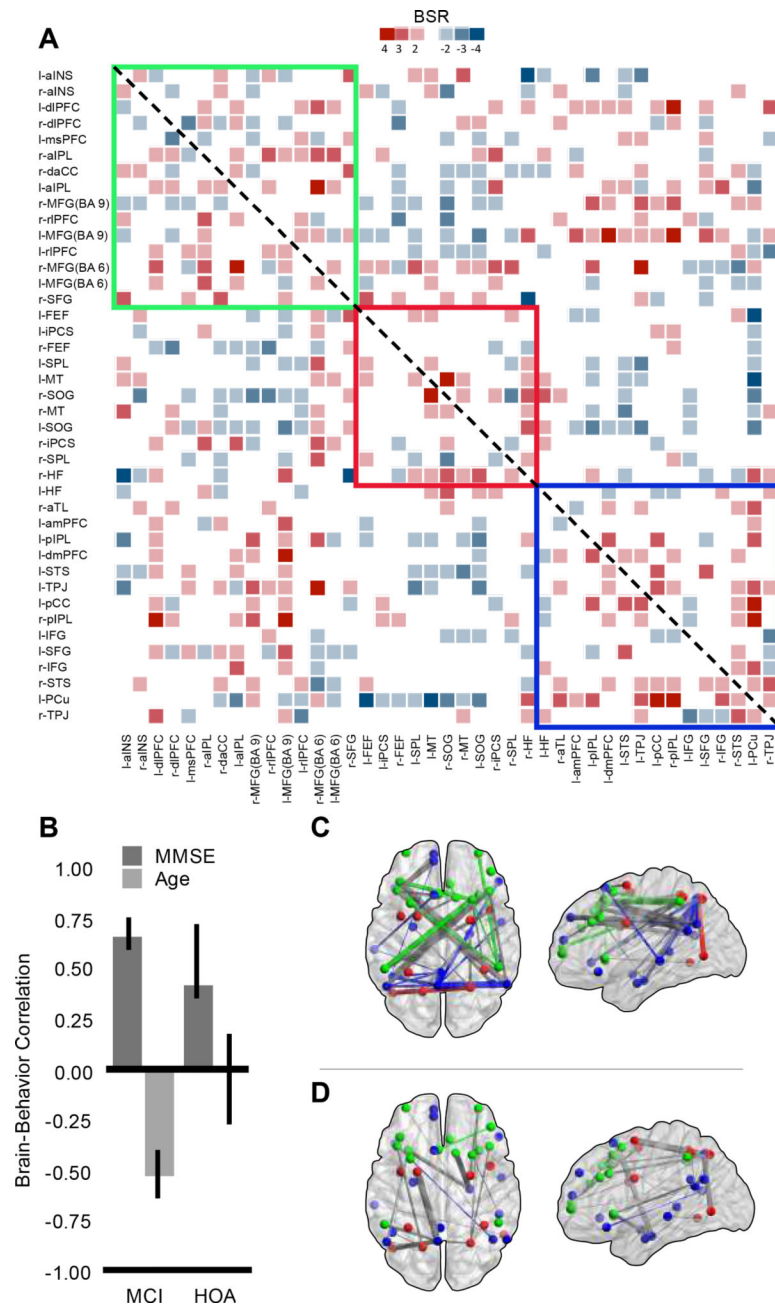 BSR
A
4 3 2 -2 -3 -4
l-aINS
r-aINS
l-dlPFC
r-dlPFC
l-msPFC
r-aIPL
r-daCC
l-aIPL
r-MFG(BA 9)
r-rlPFC
l-MFG(BA 9)
l-rlPFC
r-MFG(BA 6)
l-MFG(BA 6)
r-SFG
l-FEF
l-iPCS
r-FEF
l-SPL
l-MT
r-SOG
r-MT
l-SOG
r-iPCS
r-SPL
r-HF
l-HF
r-aTL
l-amPFC
l-pIPL
l-dmPFC
l-STS
l-TPJ
l-pCC
r-pIPL
l-IFG
l-SFG
r-IFG
r-STS
l-PCu
r-TPJ
l-aINS
r-aINS
l-dlPFC
r-dlPFC
l-msPFC
r-aIPL
r-daCC
l-aIPL
r-MFG(BA 9)
r-rlPFC
l-MFG(BA 9)
l-rlPFC
r-MFG(BA 6)
l-MFG(BA 6)
r-SFG
l-FEF
l-iPCS
r-FEF
l-SPL
l-MT
r-SOG
r-MT
l-SOG
r-iPCS
r-SPL
r-HF
l-HF
r-aTL
l-amPFC
l-pIPL
l-dmPFC
l-STS
l-TPJ
l-pCC
r-pIPL
l-IFG
l-SFG
r-IFG
r-STS
l-PCu
r-TPJ
B
MMSE
Age
Brain-Behavior Correlation
1.00
0.75
0.50
0.25
0.00
-0.25
-0.50
-0.75
-1.00
MCI HOA
C
D